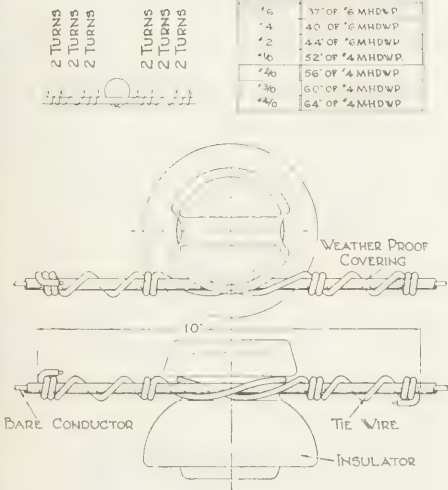 2 TURNS
2 TURNS
2 TURNS
2 TURNS
2 TURNS
2 TURNS
#6 37" OF #6 MHDWP
#4 40" OF #6 MHDWP
#2 44" OF #6 MHDWP
#1/0 52" OF #4 MHDWP.
#2/0 56" OF #4 MHDWP
#3/0 60" OF #4 MHDWP
#4/0 64" OF #4 MHDWP
WEATHER PROOF
COVERING
10"
BARE CONDUCTOR
TIE WIRE
INSULATOR